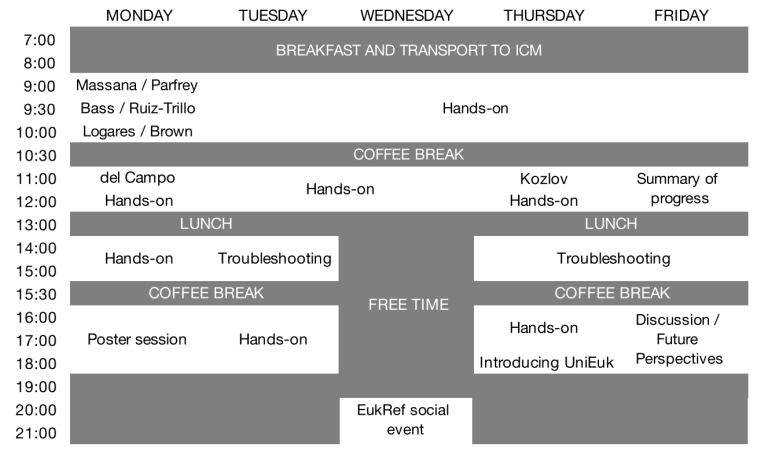 MONDAY TUESDAY WEDNESDAY THURSDAY FRIDAY
7:00
BREAKFAST AND TRANSPORT TO ICM
8:00
9:00 Massana / Parfrey
9:30 Bass / Ruiz-Trillo Hands-on
10:00 Logares / Brown
10:30 COFFEE BREAK
11:00 del Campo Kozlov Summary of
Hands-on
12:00 Hands-on Hands-on progress
13:00 LUNCH LUNCH
14:00
Hands-on Troubleshooting Troubleshooting
15:00
15:30 COFFEE BREAK COFFEE BREAK
FREE TIME
16:00 Discussion /
Hands-on
17:00 Poster session Hands-on Future
18:00 Introducing UniEuk Perspectives
19:00
20:00 EukRef social
21:00 event